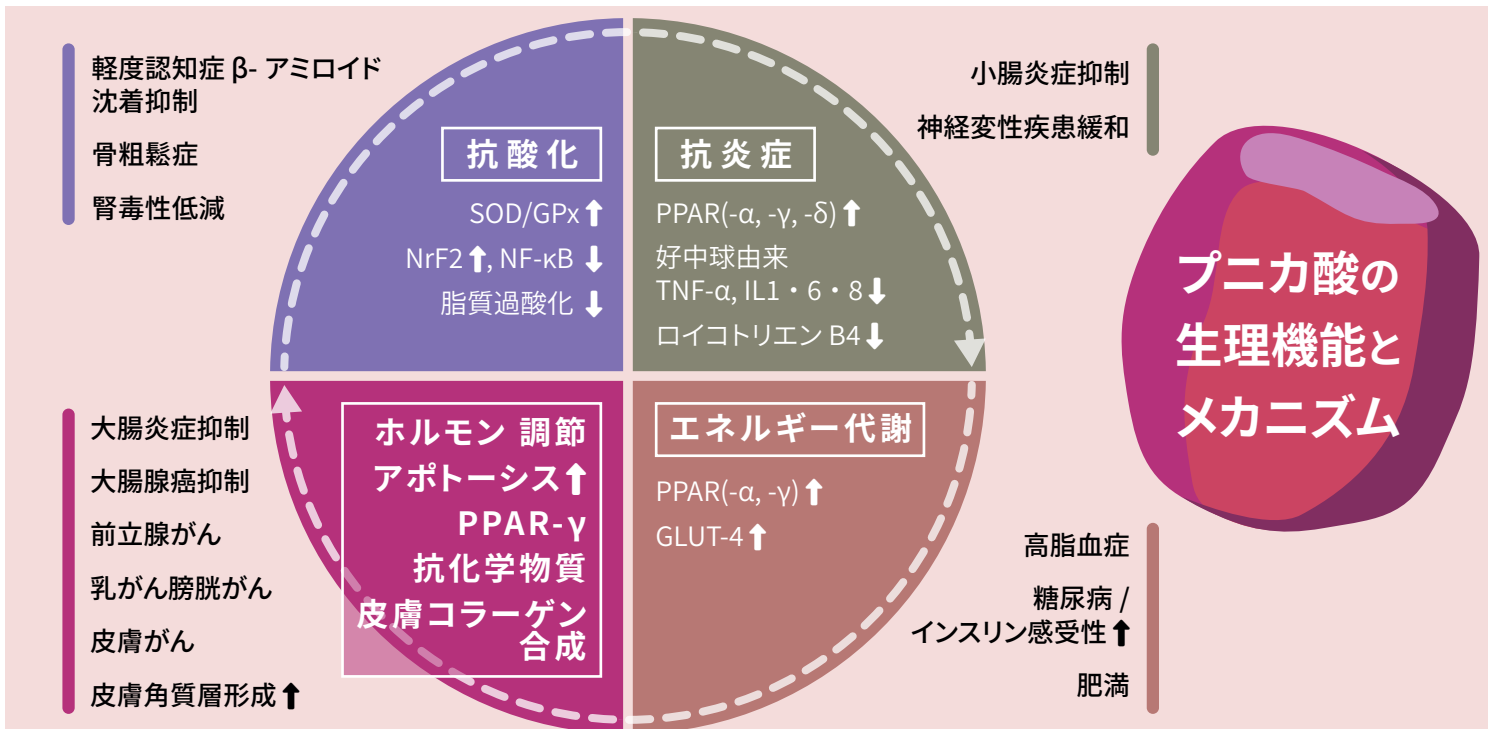 軽度認知症 β- アミロイド
沈着抑制
骨粗鬆症
腎毒性低減
抗酸化
SOD/GPx⬆
NrF2⬆, NF-κB ⬇
脂質過酸化 ⬇
抗炎症
PPAR(-α, -γ, -δ)⬆
好中球由来
TNF-α, IL1・6・8⬇
ロイコトリエン B4⬇
小腸炎症抑制
神経変性疾患緩和
プニカ酸の
生理機能と
メカニズム
大腸炎症抑制
大腸腺癌抑制
前立腺がん
乳がん膀胱がん
皮膚がん
皮膚角質層形成⬆
ホルモン 調節
アポトーシス⬆
PPAR-γ
抗化学物質
皮膚コラーゲン
合成
エネルギー代謝
PPAR(-α, -γ)⬆
GLUT-4⬆
高脂血症
糖尿病 /
インスリン感受性⬆
肥満